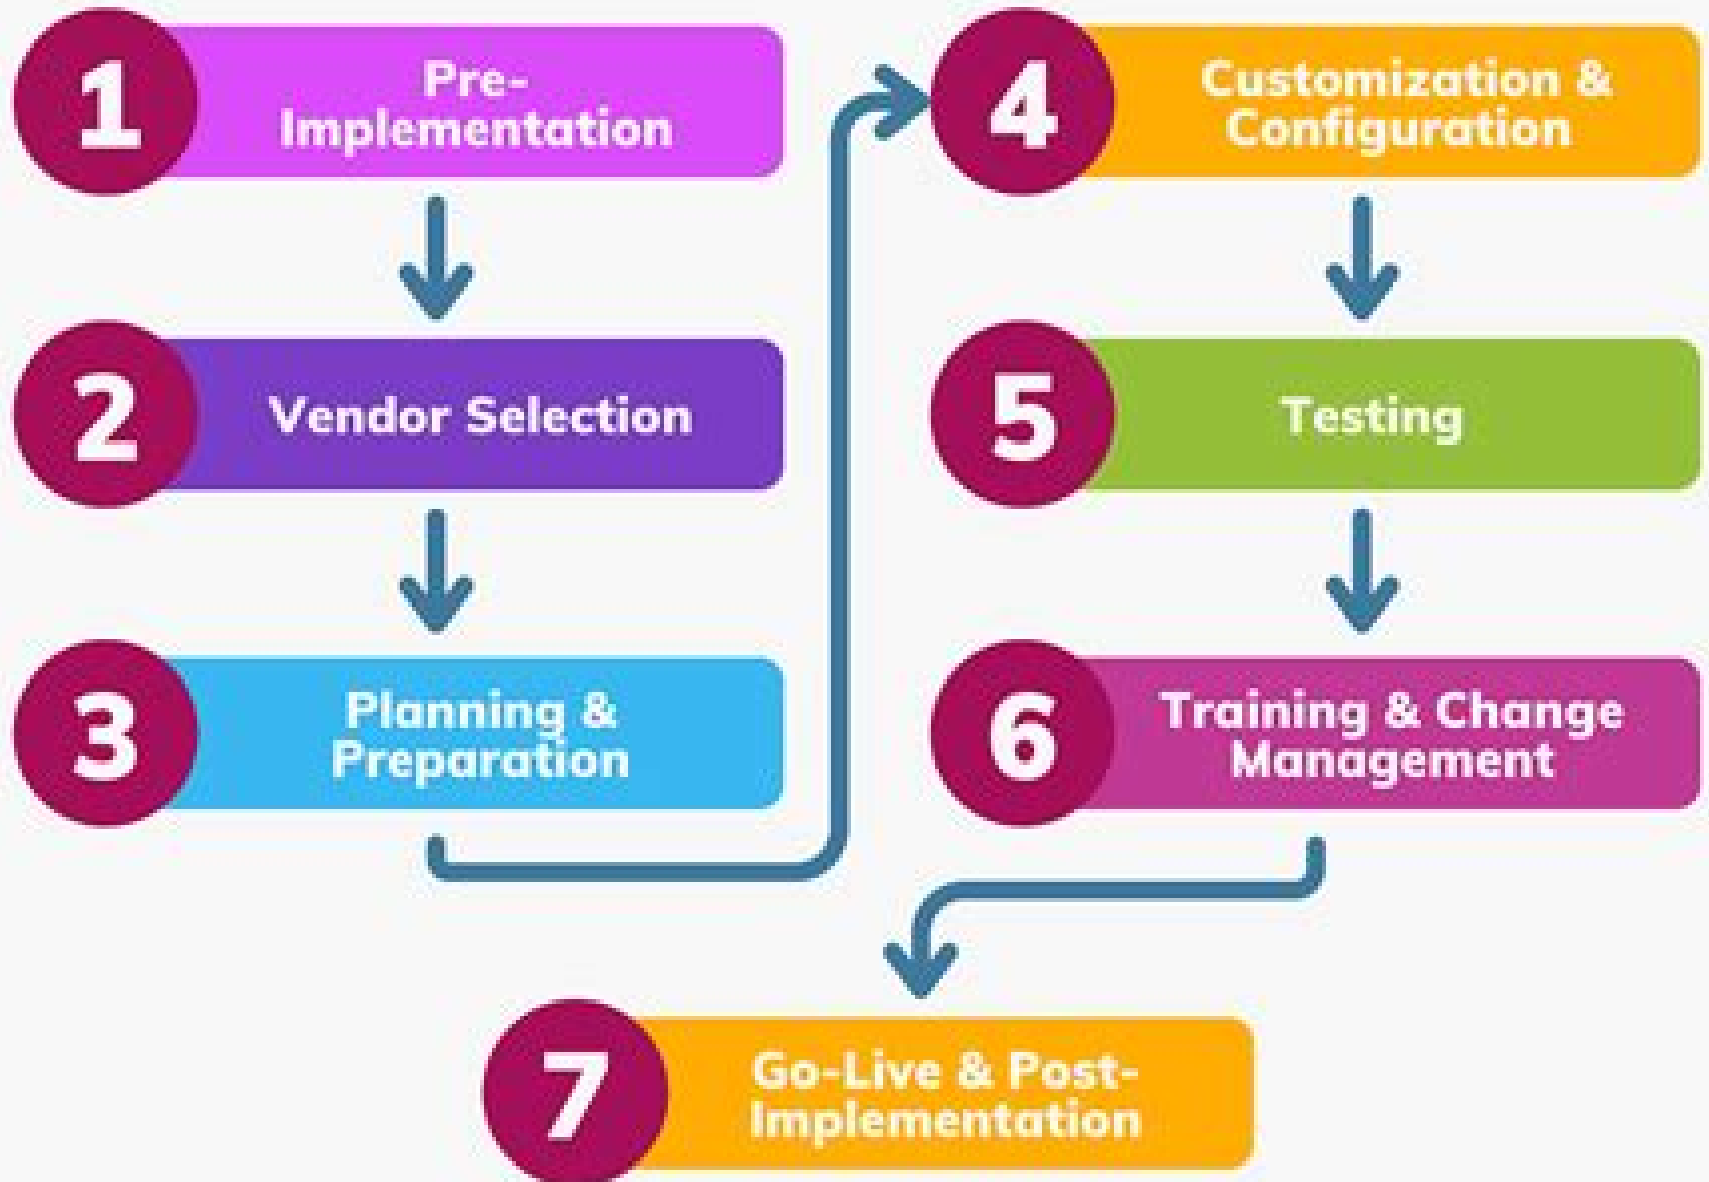 1
Pre-
Implementation
2
Vendor Selection
3
Planning &
Preparation
4
Customization &
Configuration
5
Testing
6
Training & Change
Management
7
Go-Live & Post-
Implementation